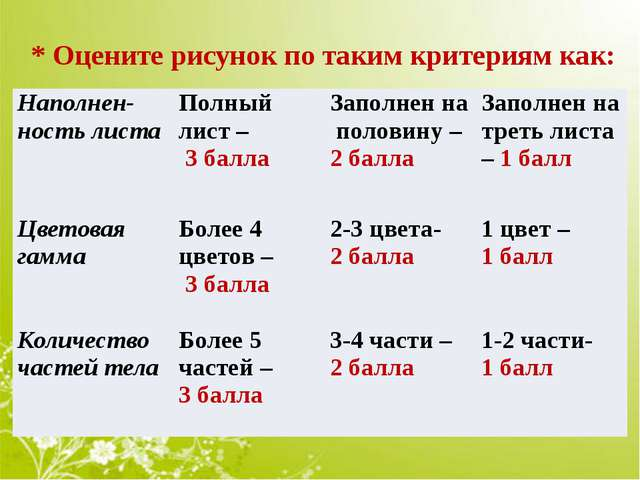 * Оцените рисунок по таким критериям как:
Наполнен-
ность листа
Полный
лист –
3 балла
Заполнен на
половину –
2 балла
Заполнен на
треть листа
– 1 балл
Цветовая
гамма
Более 4
цветов –
3 балла
2-3 цвета-
2 балла
1 цвет –
1 балл
Количество
частей тела
Более 5
частей –
3 балла
3-4 части –
2 балла
1-2 части-
1 балл